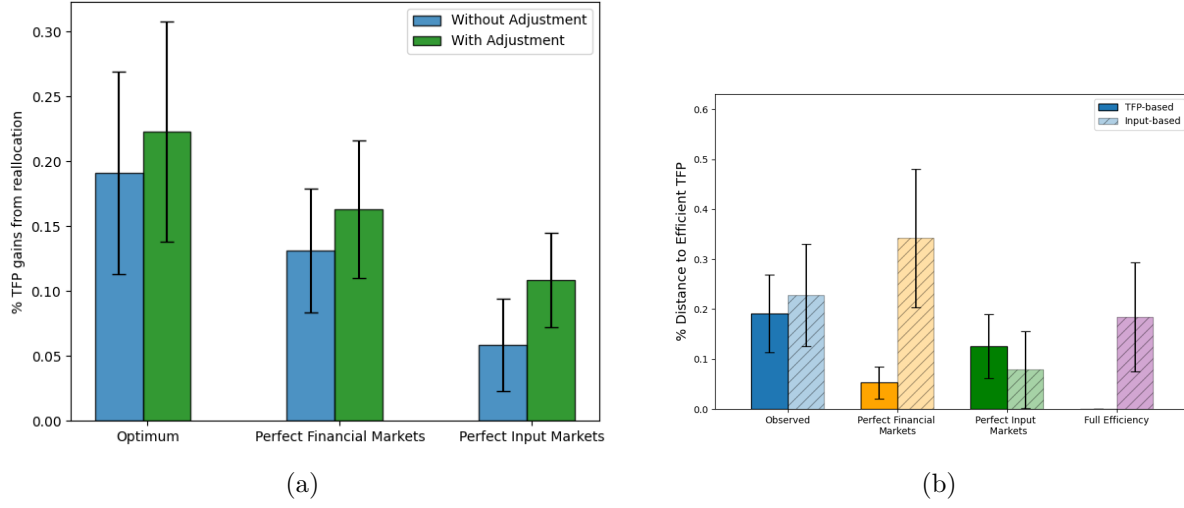 % TFP gains from reallocation
0.30
0.25
0.20
0.15
0.10
0.05
0.00
Without Adjustment
With Adjustment
Optimum
Perfect Financial Markets
Perfect Input Markets
(a)
% Distance to Efficient TFP
0.6
0.5
0.4
0.3
0.2
0.1
0.0
TFP-based
Input-based
Observed
Perfect Financial
Markets
Perfect Input
Markets
Full Efficiency
(b)